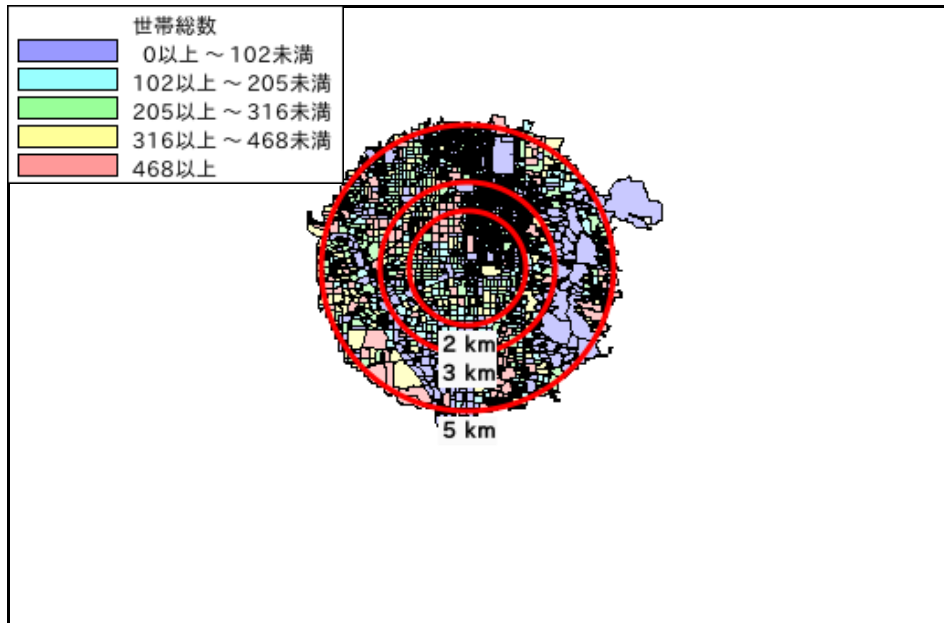 世帯総数
0以上 ～ 102未満
102以上 ～ 205未満
205以上 ～ 316未満
316以上 ～ 468未満
468以上
2 km
3 km
5 km